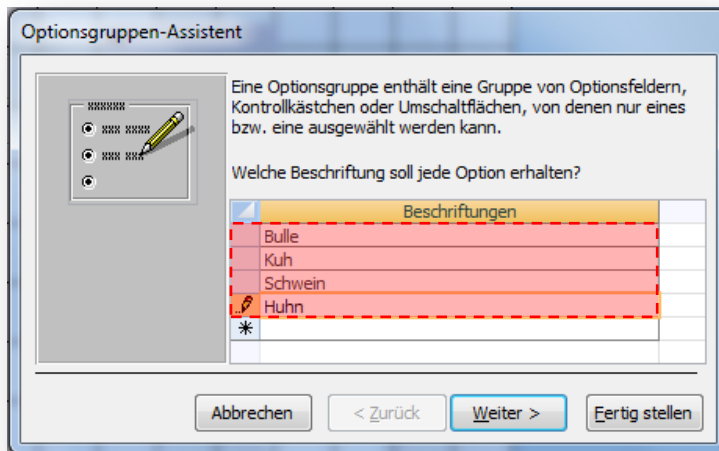 Optionsgruppen-Assistent
Eine Optionsgruppe enthält eine Gruppe von Optionsfeldern,
Kontrollkästchen oder Umschaltflächen, von denen nur eines
bzw. eine ausgewählt werden kann.
Welche Beschriftung soll jede Option erhalten?
Beschriftungen
Bulle
Kuh
Schwein
Huhn
Abbrechen
< Zurück
Weiter >
Fertig stellen